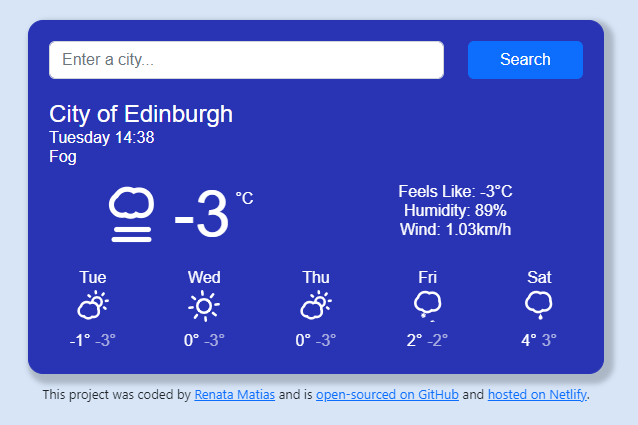 Enter a city...
Search
City of Edinburgh
Tuesday 14:38
Fog
-3 °C
Feels Like: -3°C
Humidity: 89%
Wind: 1.03km/h
Tue Wed Thu Fri Sat
-1° -3° 0° -3° 0° -3° 2° -2° 4° 3°
This project was coded by Renata Matias and is open-sourced on GitHub and hosted on Netlify.